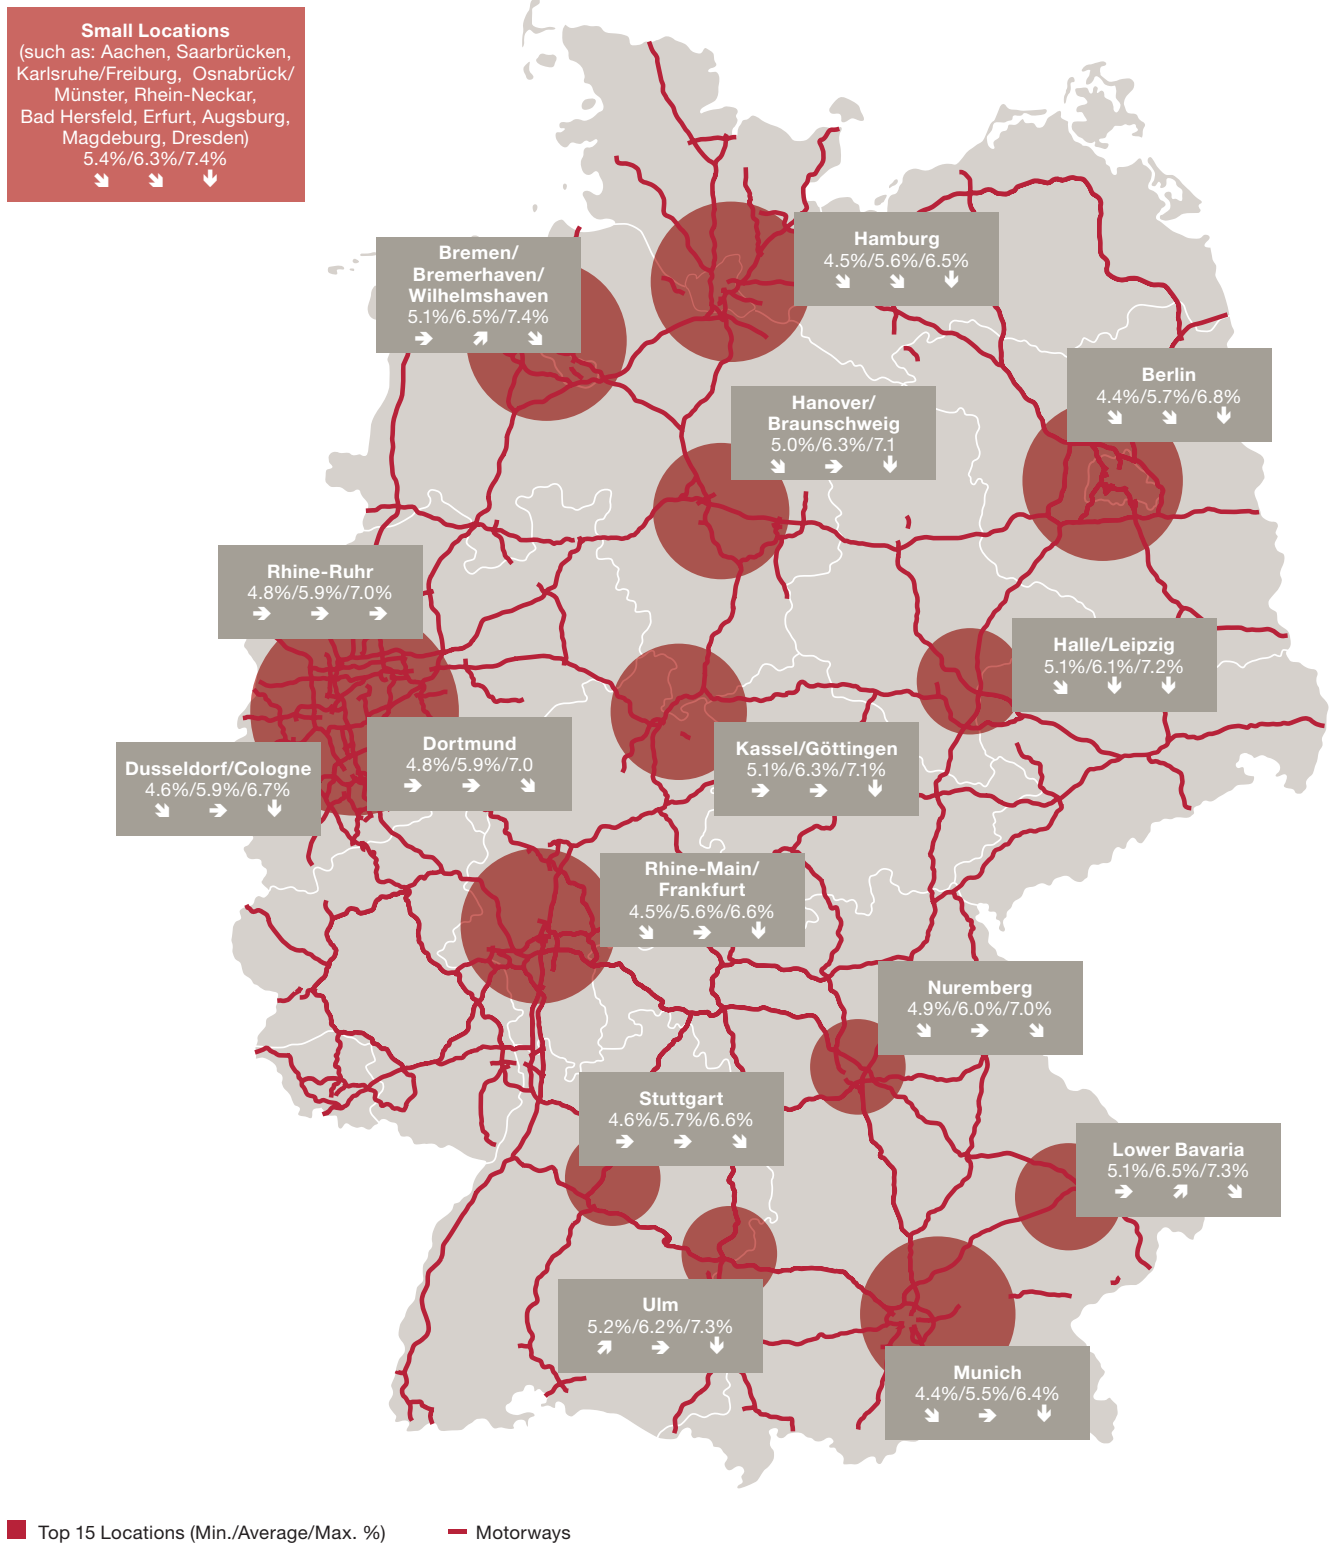 Small Locations
(such as: Aachen, Saarbrücken,
Karlsruhe/Freiburg, Osnabrück/
Münster, Rhein-Neckar,
Bad Hersfeld, Erfurt, Augsburg,
Magdeburg, Dresden)
5.4%/6.3%/7.4%
Hamburg
4.5%/5.6%/6.5%
Bremen/
Bremerhaven/
Wilhelmshaven
5.1%/6.5%/7.4%
Berlin
4.4%/5.7%/6.8%
Hanover/
Braunschweig
5.0%/6.3%/7.1
Rhine-Ruhr
4.8%/5.9%/7.0%
Halle/Leipzig
5.1%/6.1%/7.2%
Dortmund
4.8%/5.9%/7.0
Kassel/Göttingen
5.1%/6.3%/7.1%
Dusseldorf/Cologne
4.6%/5.9%/6.7%
Rhine-Main/
Frankfurt
4.5%/5.6%/6.6%
Nuremberg
4.9%/6.0%/7.0%
Stuttgart
4.6%/5.7%/6.6%
Lower Bavaria
5.1%/6.5%/7.3%
Ulm
5.2%/6.2%/7.3%
Munich
4.4%/5.5%/6.4%
Top 15 Locations (Min./Average/Max. %)
Motorways